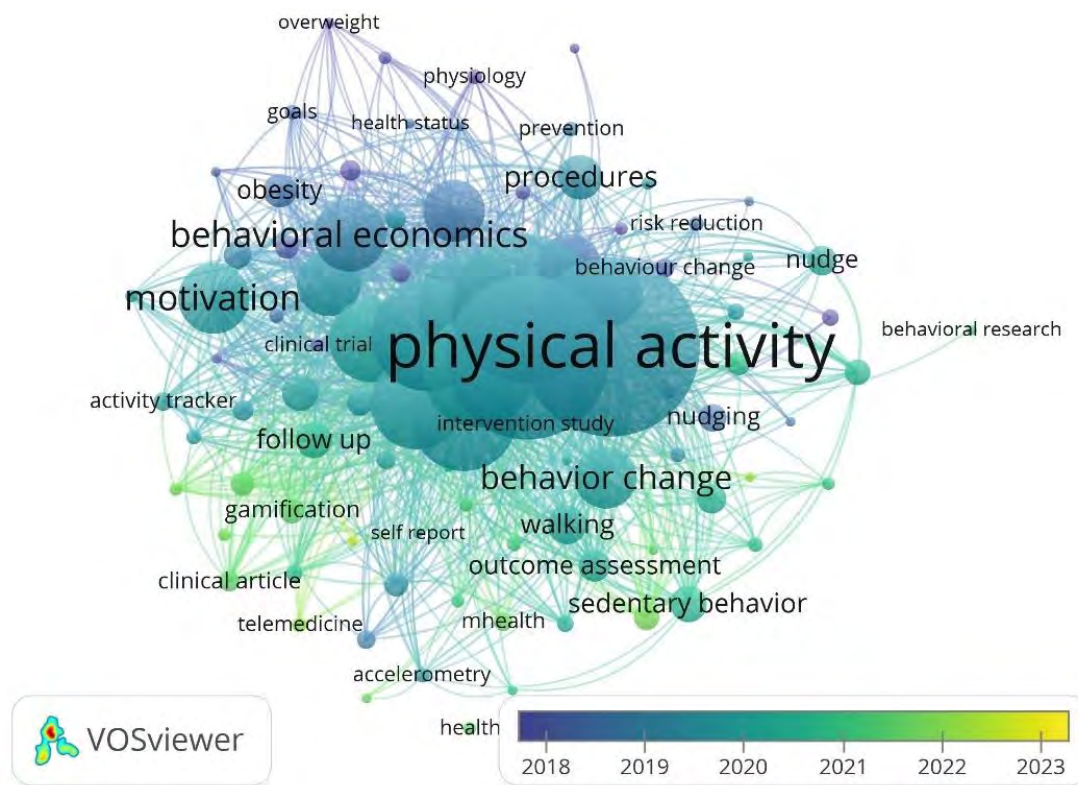 overweight
physiology
goals
health status
prevention
obesity
procedures
behavioral economics
risk reduction
behaviour change
nudge
motivation
behavioral research
clinical trial
physical activity
activity tracker
intervention study
nudging
follow up
behavior change
gamification
self report
walking
clinical article
outcome assessment
sedentary behavior
telemedicine
mhealth
accelerometry
health
VOSviewer
2018 2019 2020 2021 2022 2023